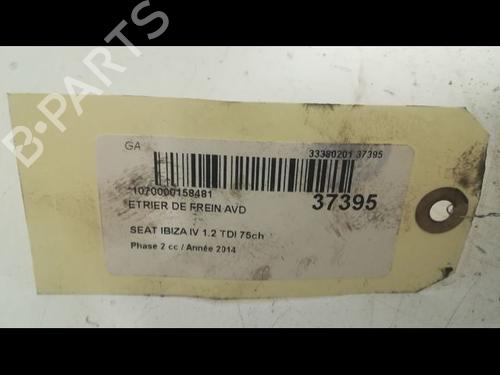 B-PARTS
GA
33380201 37395
*1070000158481
37395
ETRIER DE FREIN AVD
SEAT IBIZA IV 1.2 TDI 75ch
Phase 2 cc / Année 2014